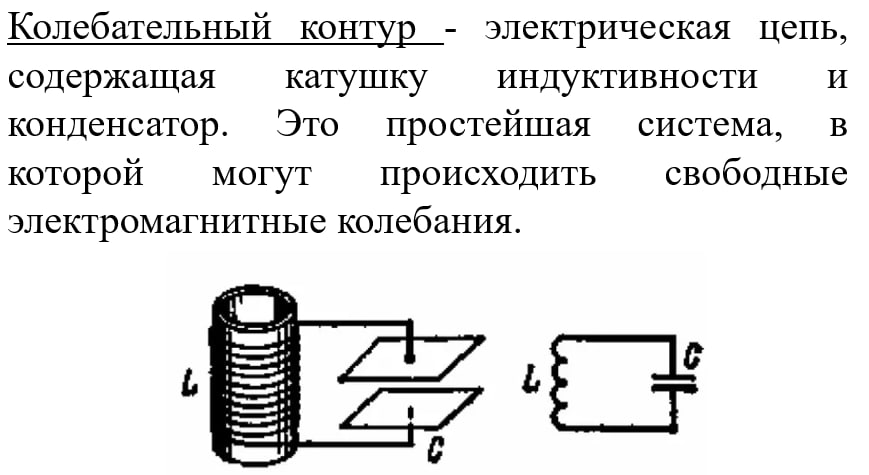 Колебательный контур - электрическая цепь,
содержащая катушку индуктивности и
конденсатор. Это простейшая система, в
которой могут происходить свободные
электромагнитные колебания.
L
C
L
C